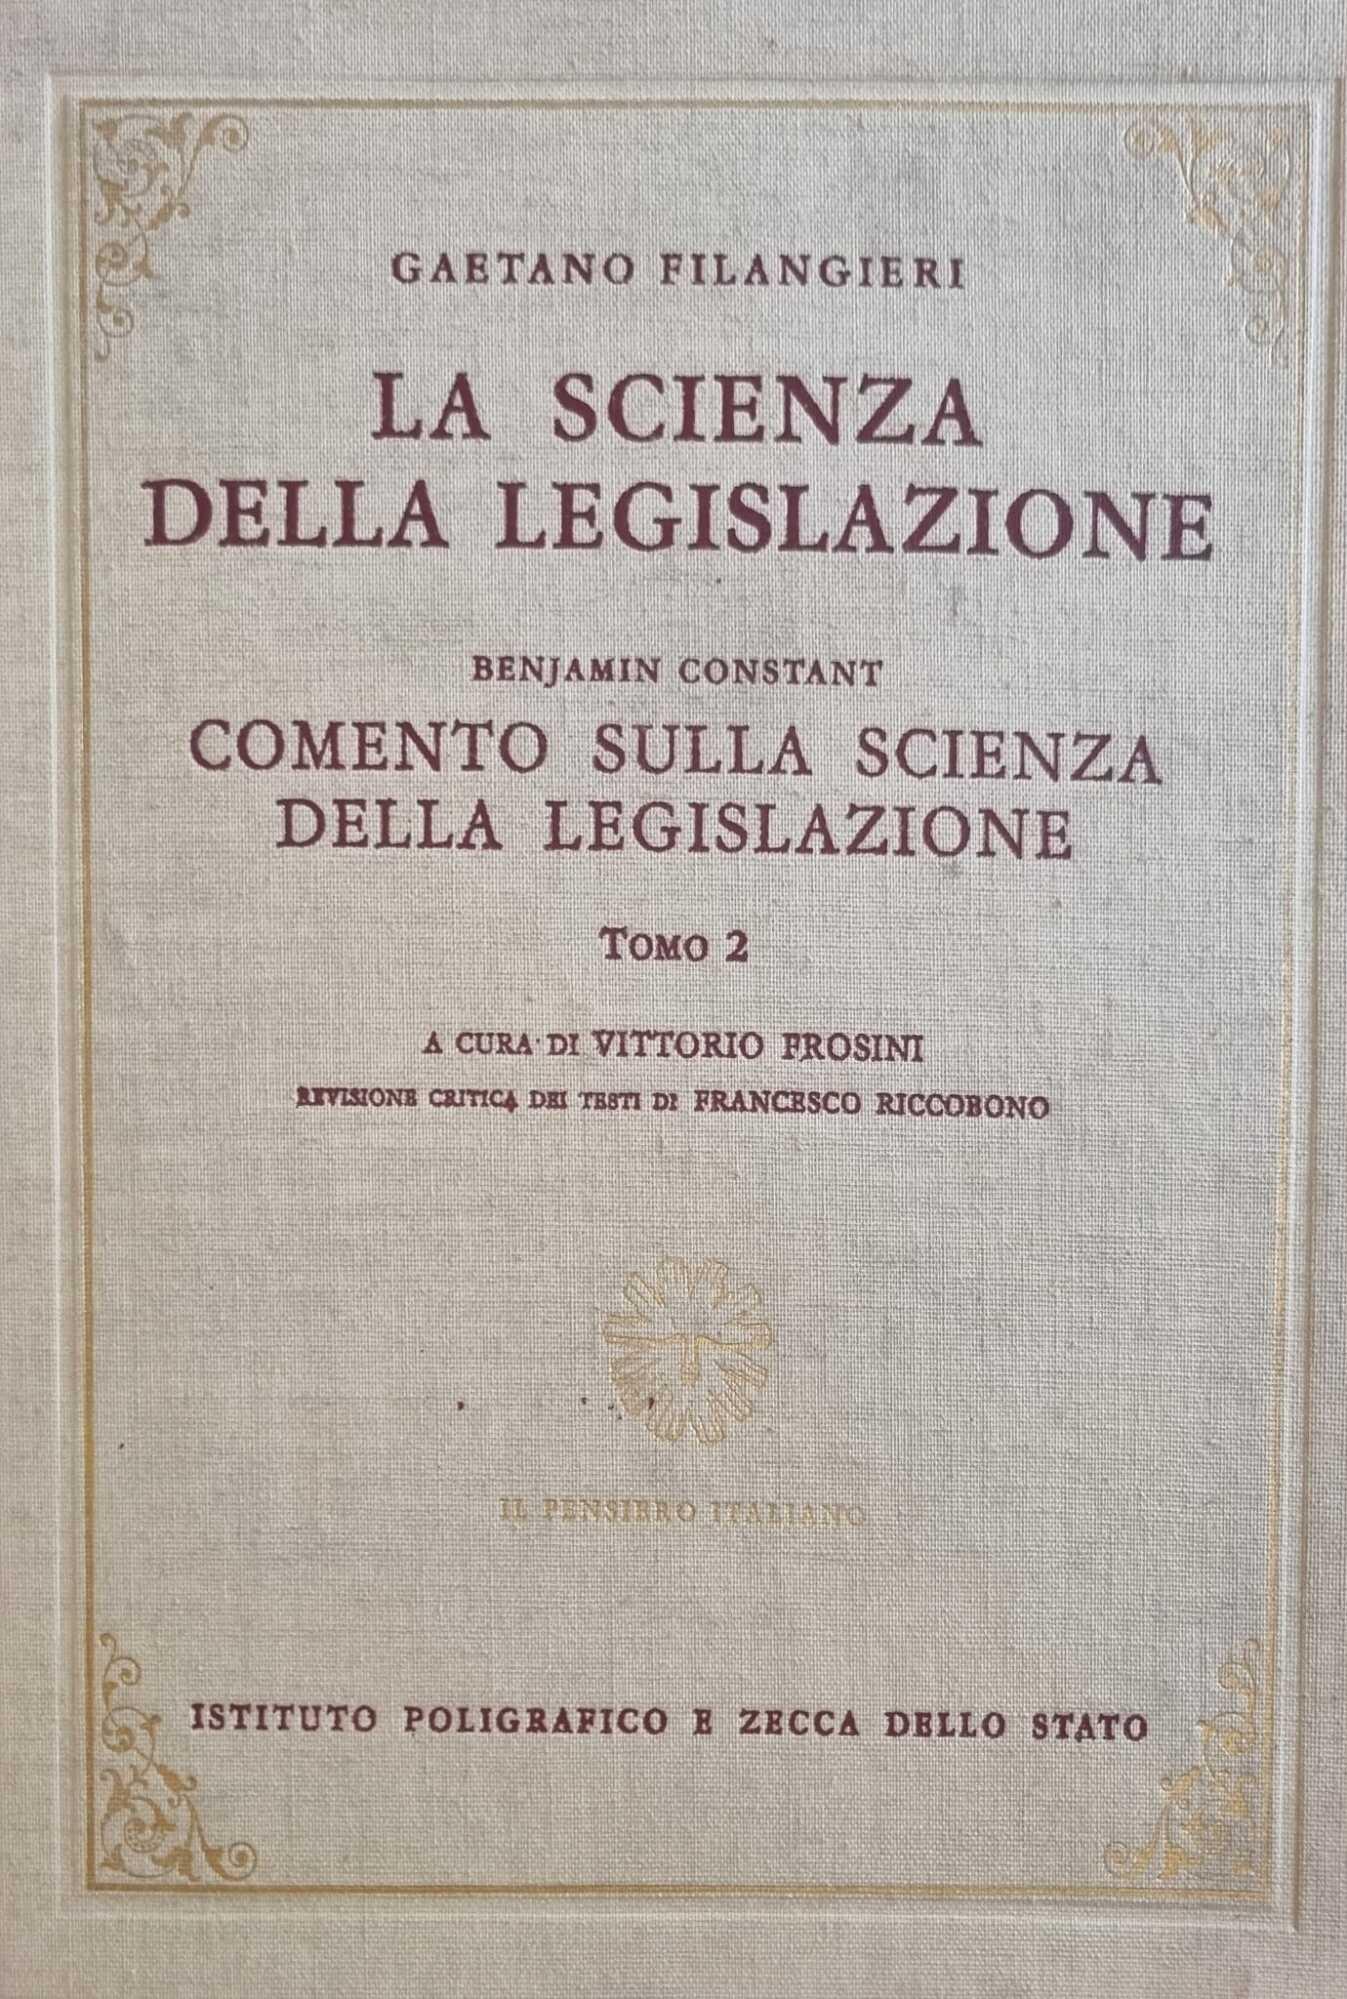 GAETANO FILANGIERI
LA SCIENZA
DELLA LEGISLAZIONE
BENJAMIN CONSTANT
COMENTO SULLA SCIENZA
DELLA LEGISLAZIONE
TOMO 2
A CURA DI VITTORIO FROSINI
REVISIONE CRITICA DEI TESTI DI FRANCESCO RICCOBONO
IL PENSIERO ITALIANO
ISTITUTO POLIGRAFICO E ZECCA DELLO STATO